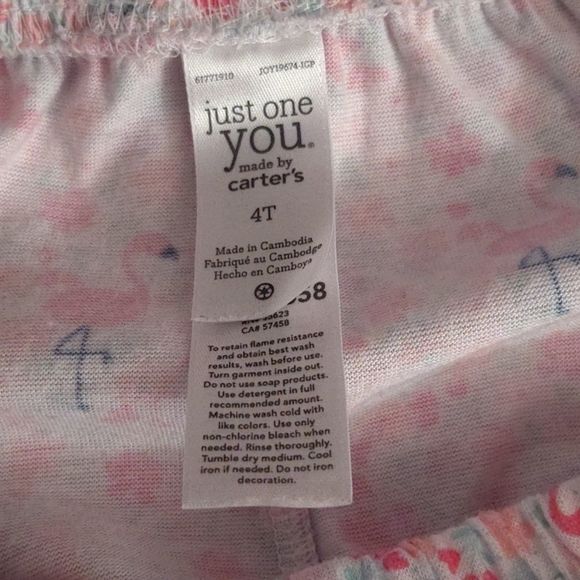 61771910 JOY19674-1GP
just one
you®
made by
carter's
4T
Made in Cambodia
Fabriqué au Cambodge
Hecho en
58
CA# 57458
To retain flame resistance
and obtain best wash
results, wash before use.
Turn garment inside out.
Do not use soap products.
Use detergent in full
recommended amount.
Machine wash cold with
like colors. Use only
non-chlorine bleach when
needed. Rinse thoroughly.
Tumble dry medium. Cool
iron if needed. Do not iron
decoration.